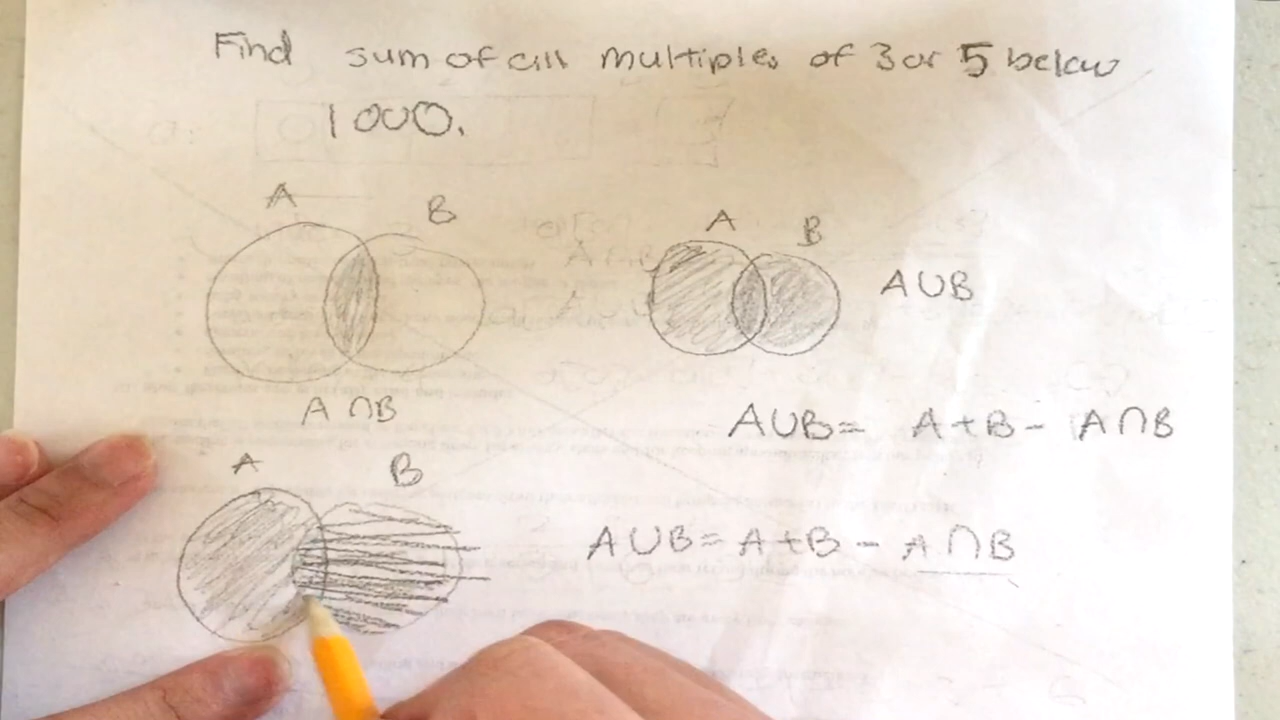 Find sum of all multiples of 3 or 5 below
1000.
A B
A ∩ B
A B
A ∪ B
A ∪ B = A + B - A ∩ B
A B
A ∪ B = A + B - A ∩ B